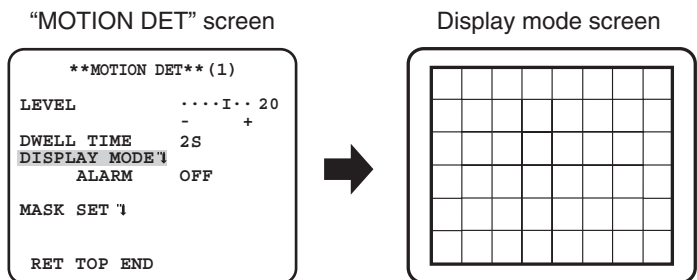 “MOTION DET” screen
Display mode screen
**MOTION DET** (1)
LEVEL ····I·· 20
- +
DWELL TIME 2S
DISPLAY MODE
ALARM OFF
MASK SET
RET TOP END